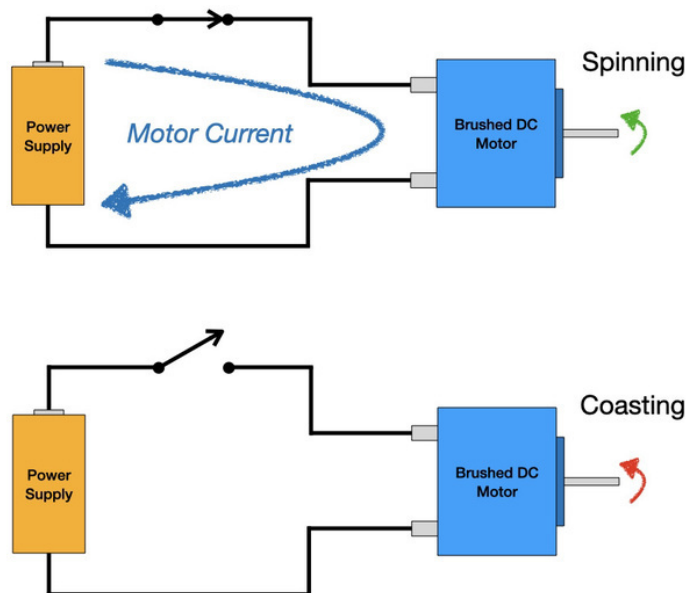 Spinning
Power
Supply
Motor Current
Brushed DC
Motor
Coasting
Power
Supply
Brushed DC
Motor